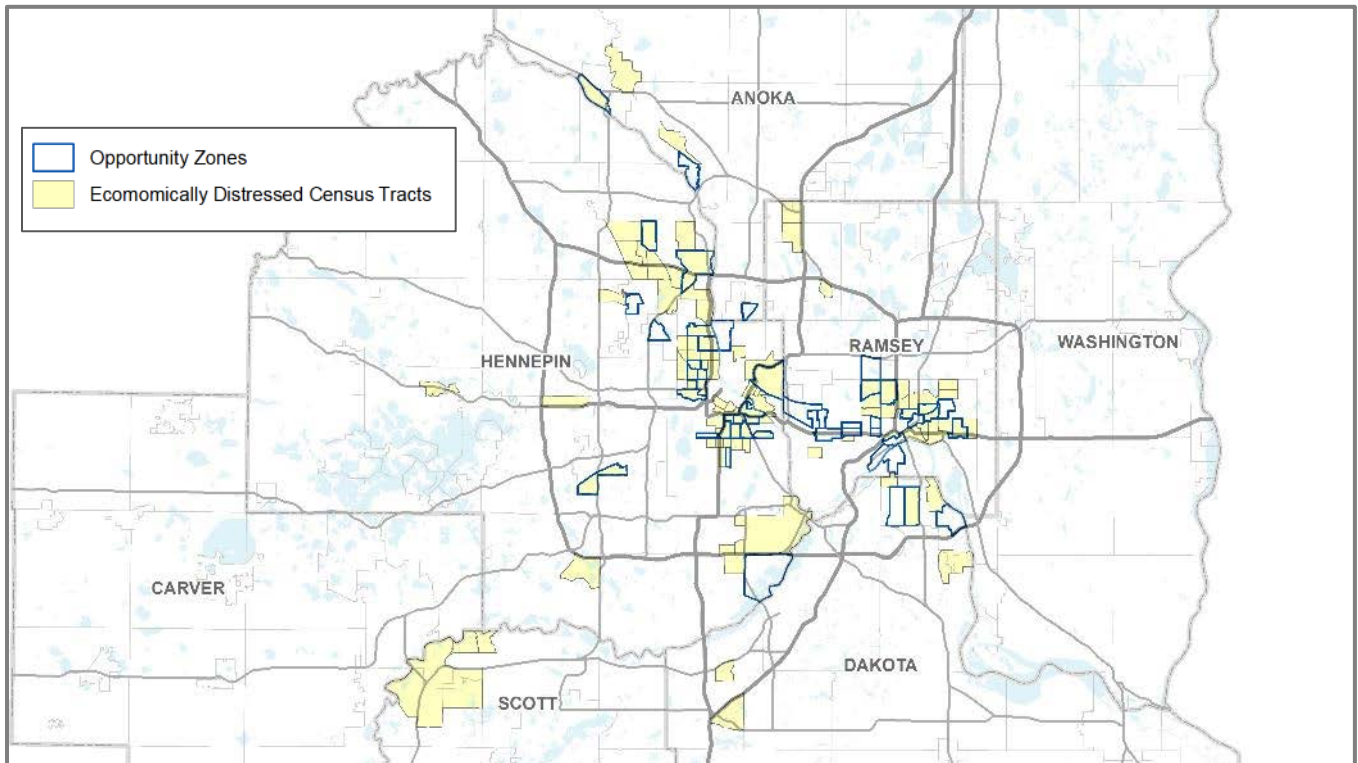 ANOKA
Opportunity Zones
Ecomomically Distressed Census Tracts
WASHINGTON
RAMSEY
HENNEPIN
CARVER
DAKOTA
SCOTT